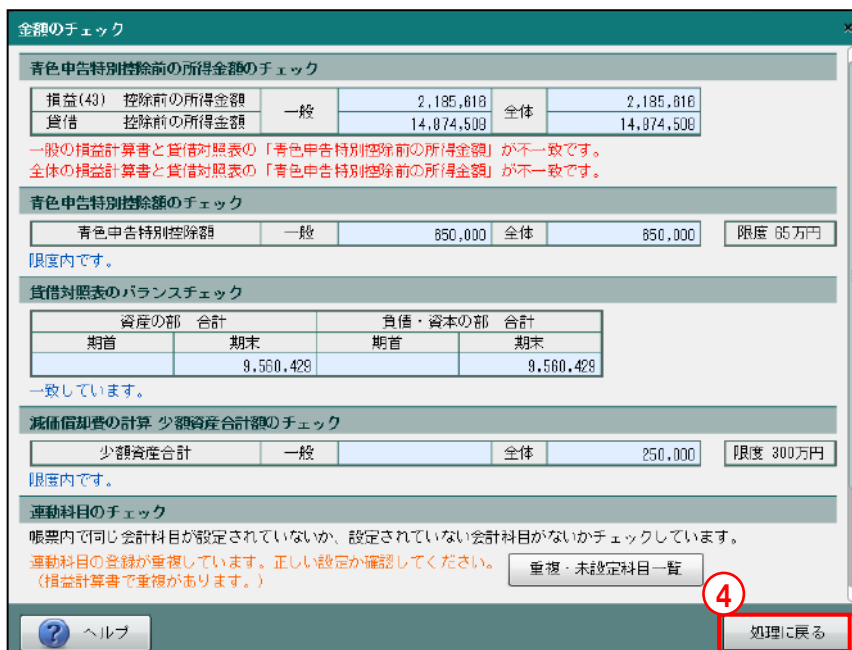 金額のチェック ×
青色申告特別控除前の所得金額のチェック
損益(43) 控除前の所得金額 一般 2,185,616 全体 2,185,616
貸借 控除前の所得金額 14,874,508 14,874,508
一般の損益計算書と貸借対照表の「青色申告特別控除前の所得金額」が不一致です。
全体の損益計算書と貸借対照表の「青色申告特別控除前の所得金額」が不一致です。
青色申告特別控除額のチェック
青色申告特別控除額 一般 650,000 全体 650,000 限度 65万円
限度内です。
貸借対照表のバランスチェック
資産の部 合計 負債・資本の部 合計
期首 期末 期首 期末
9,560,429 9,560,429
一致しています。
減価償却費の計算 少額資産合計額のチェック
少額資産合計 一般 全体 250,000 限度 300万円
限度内です。
連動科目のチェック
帳票内で同じ会計科目が設定されていないか、設定されていない会計科目がないかチェックしています。
連動科目の登録が重複しています。正しい設定か確認してください。
(損益計算書で重複があります。)
重複・未設定科目一覧
4
? ヘルプ 処理に戻る